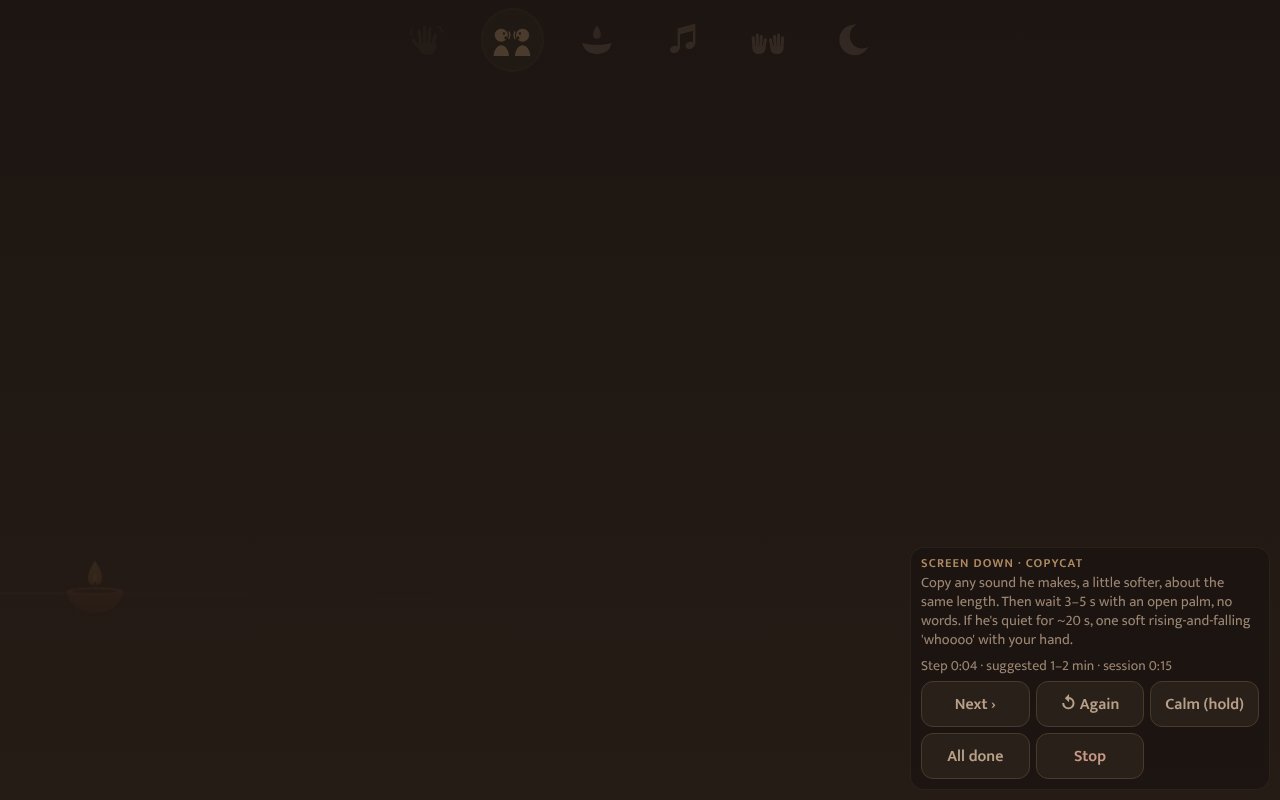 SCREEN DOWN · COPYCAT
Copy any sound he makes, a little softer, about the
same length. Then wait 3–5 s with an open palm, no
words. If he's quiet for ~20 s, one soft rising-and-falling
'whoooo' with your hand.
Step 0:04 · suggested 1–2 min · session 0:15
Next ›
Again
Calm (hold)
All done
Stop